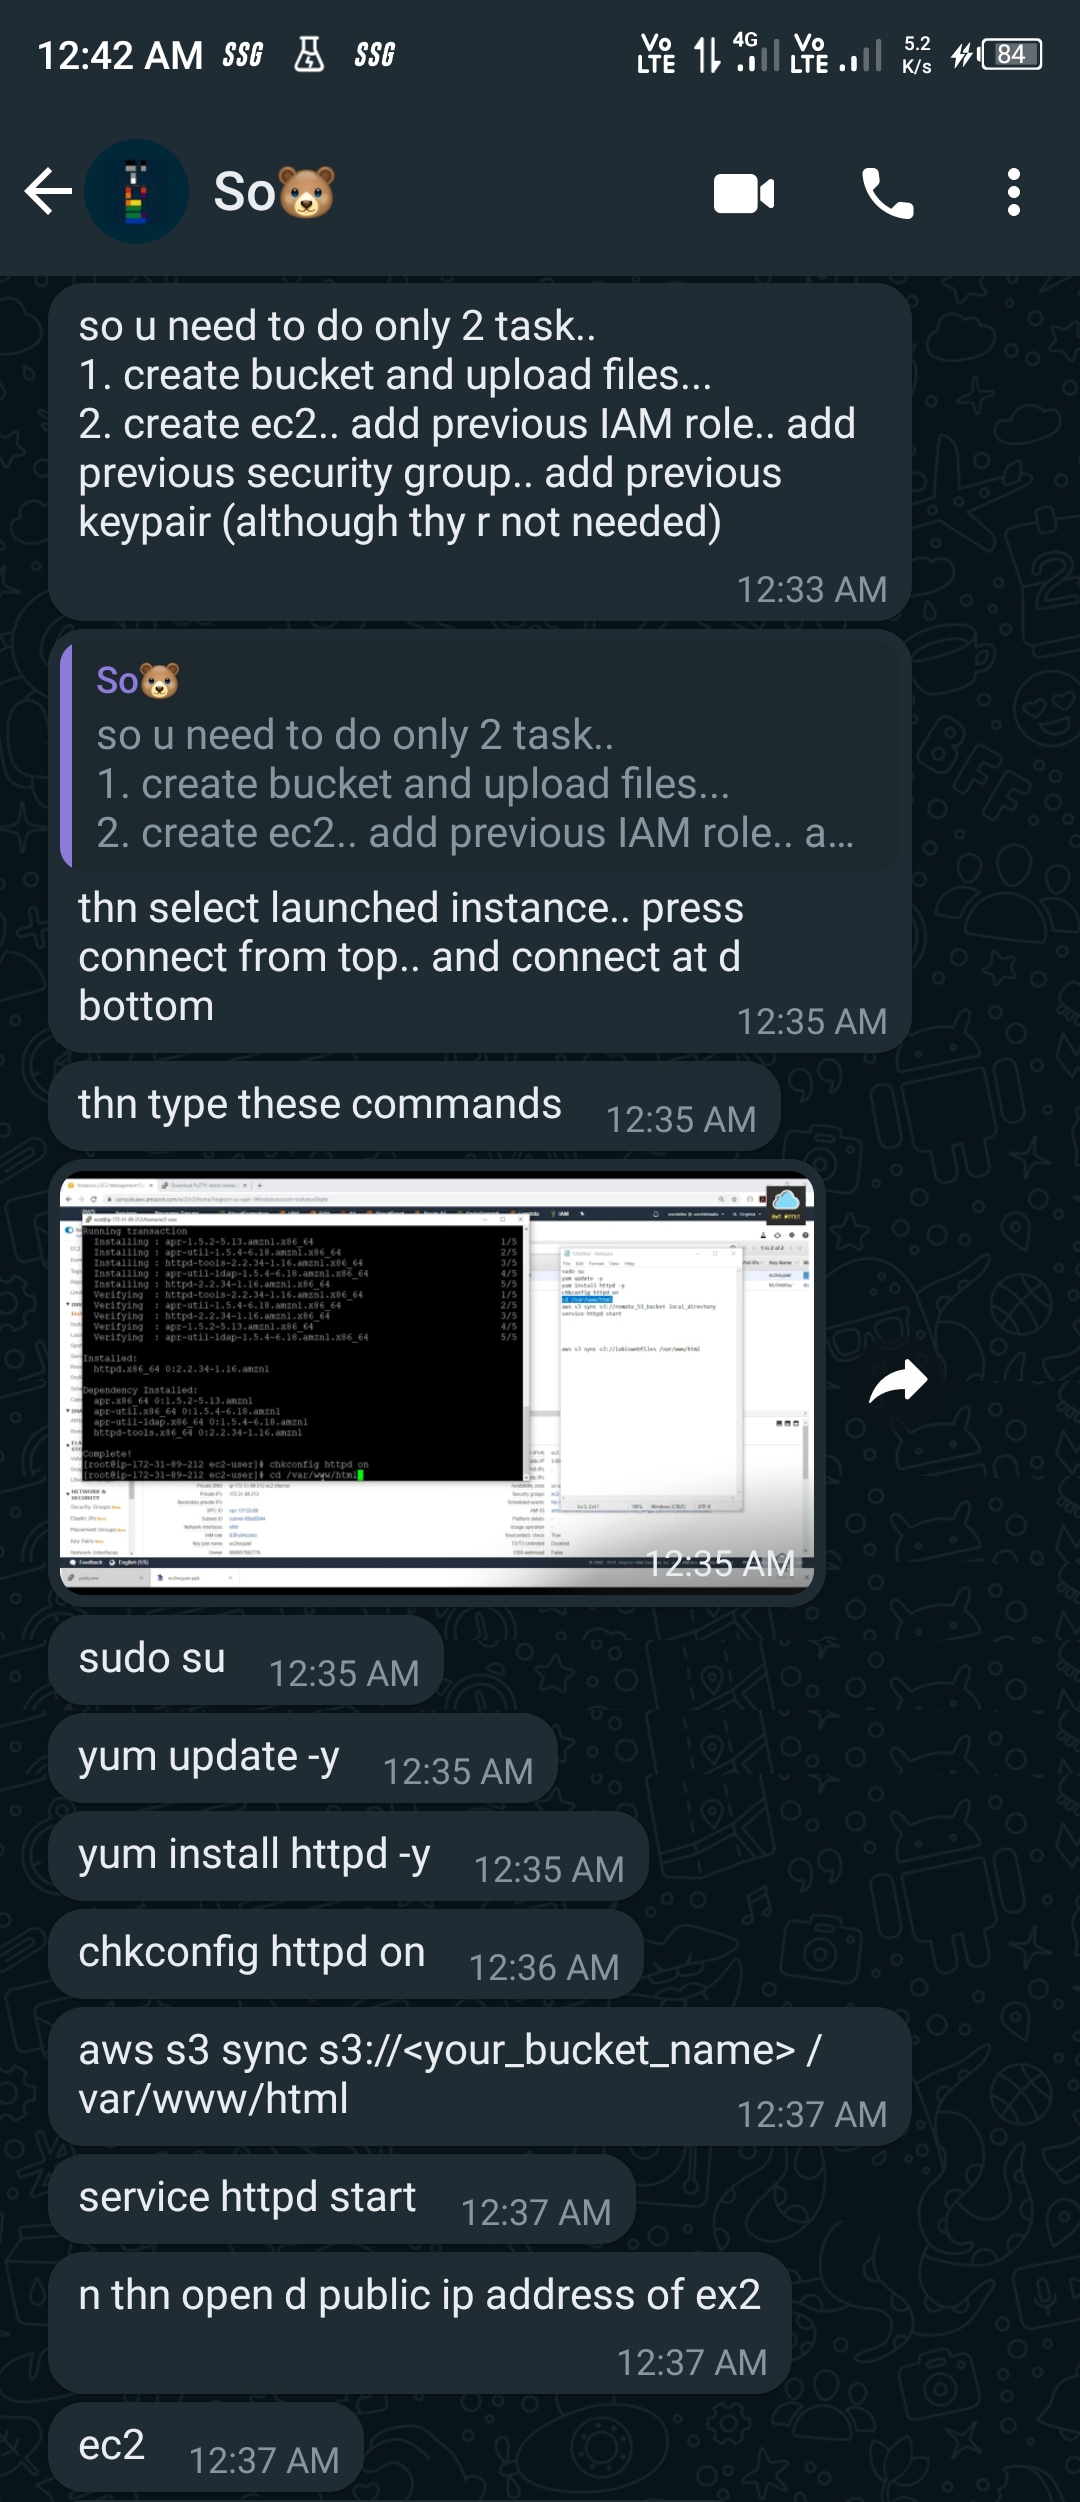 12:42 AM SSG SSG Vo LTE 4G Vo LTE 5.2 K/s 84
So🐻
so u need to do only 2 task..
1. create bucket and upload files...
2. create ec2.. add previous IAM role.. add
previous security group.. add previous
keypair (although thy r not needed)
12:33 AM
So🐻
so u need to do only 2 task..
1. create bucket and upload files...
2. create ec2.. add previous IAM role.. a...
thn select launched instance.. press
connect from top.. and connect at d
bottom
12:35 AM
thn type these commands 12:35 AM
Running transaction
Installing : apr-1.5.2-5.13.amzn1.x86_64 1/5
Installing : apr-util-1.5.4-6.18.amzn1.x86_64 2/5
Installing : httpd-tools-2.2.34-1.16.amzn1.x86_64 3/5
Installing : apr-util-ldap-1.5.4-6.18.amzn1.x86_64 4/5
Installing : httpd-2.2.34-1.16.amzn1.x86_64 5/5
Verifying : httpd-tools-2.2.34-1.16.amzn1.x86_64 1/5
Verifying : apr-util-1.5.4-6.18.amzn1.x86_64 2/5
Verifying : httpd-2.2.34-1.16.amzn1.x86_64 3/5
Verifying : apr-1.5.2-5.13.amzn1.x86_64 4/5
Verifying : apr-util-ldap-1.5.4-6.18.amzn1.x86_64 5/5
Installed:
httpd.x86_64 0:2.2.34-1.16.amzn1
Dependency Installed:
apr.x86_64 0:1.5.2-5.13.amzn1
apr-util.x86_64 0:1.5.4-6.18.amzn1
apr-util-ldap.x86_64 0:1.5.4-6.18.amzn1
httpd-tools.x86_64 0:2.2.34-1.16.amzn1
Complete!
[root@ip-172-31-89-212 ec2-user]# chkconfig httpd on
[root@ip-172-31-89-212 ec2-user]# cd /var/www/html
sudo su
yum update -y
yum install httpd -y
chkconfig httpd on
cd /var/www/html
aws s3 sync s3://remote_S3_bucket local_directory
service httpd start
aws s3 sync s3://labiswebfiles /var/www/html
12:35 AM
sudo su 12:35 AM
yum update -y 12:35 AM
yum install httpd -y 12:35 AM
chkconfig httpd on 12:36 AM
aws s3 sync s3://<your_bucket_name> /
var/www/html
12:37 AM
service httpd start 12:37 AM
n thn open d public ip address of ex2
12:37 AM
ec2 12:37 AM